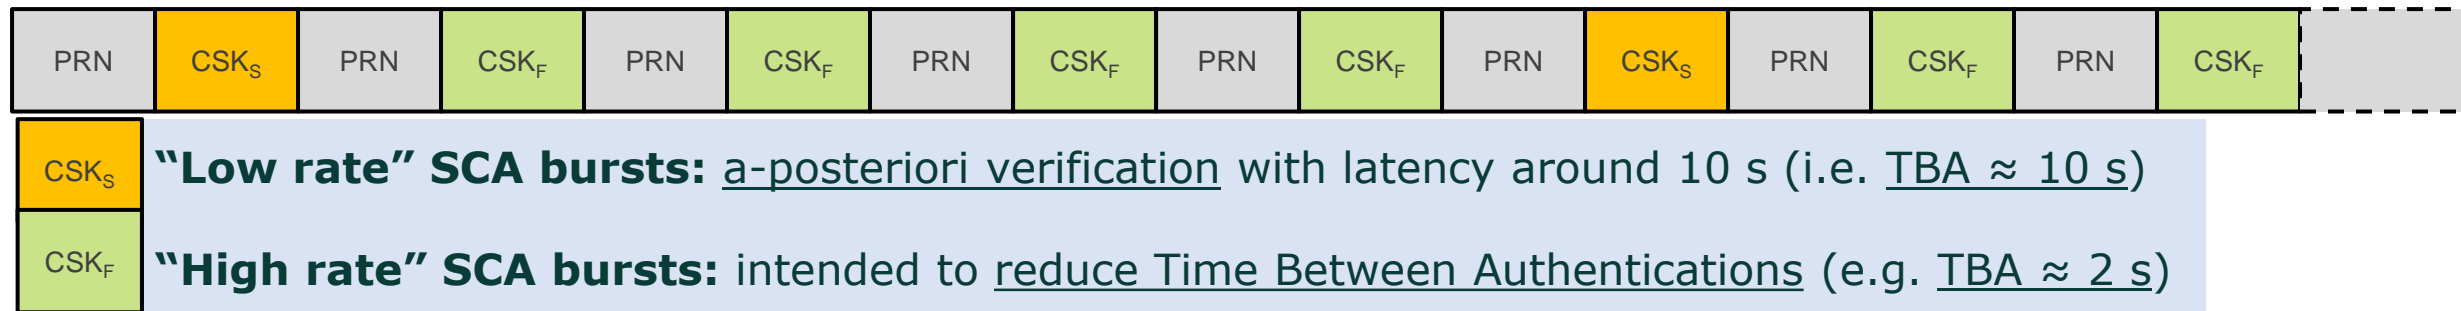 PRN CSKS PRN CSKF PRN CSKF PRN CSKF PRN CSKF PRN CSKS PRN CSKF PRN CSKF
CSKS “Low rate” SCA bursts: a-posteriori verification with latency around 10 s (i.e. TBA ≈ 10 s)
CSKF “High rate” SCA bursts: intended to reduce Time Between Authentications (e.g. TBA ≈ 2 s)